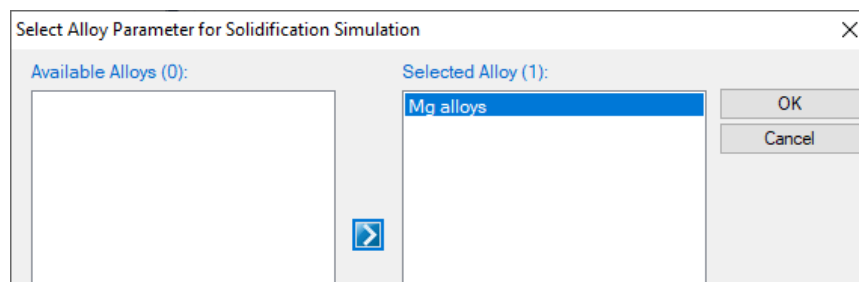 Select Alloy Parameter for Solidification Simulation
Available Alloys (0):
Selected Alloy (1):
Mg alloys
OK
Cancel